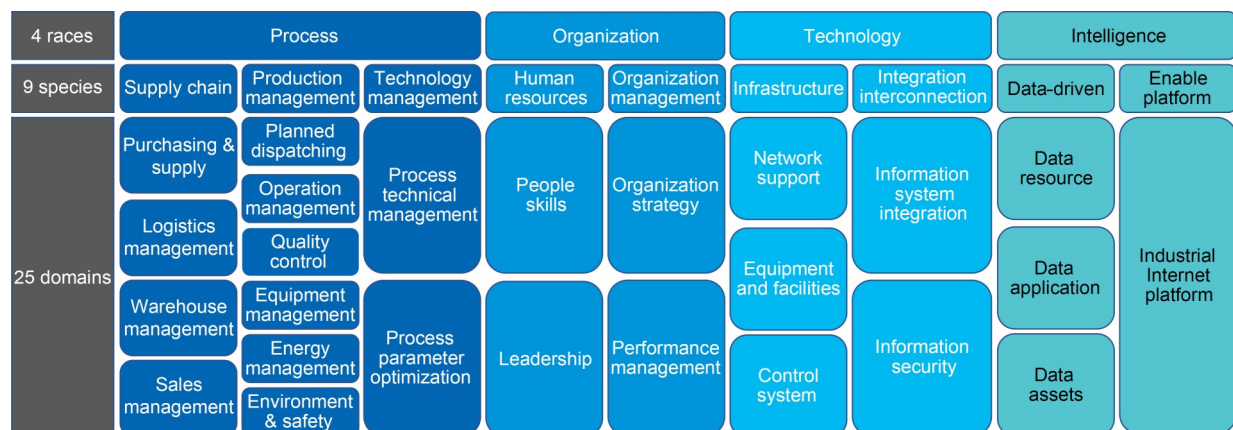 4 races
Process
Organization
Technology
Intelligence
9 species
Supply chain
Production
management
Technology
management
Human
resources
Organization
management
Infrastructure
Integration
interconnection
Data-driven
Enable
platform
25 domains
Purchasing &
supply
Logistics
management
Warehouse
management
Sales
management
Planned
dispatching
Operation
management
Quality
control
Equipment
management
Energy
management
Environment
& safety
Process
technical
management
Process
parameter
optimization
People
skills
Leadership
Organization
strategy
Performance
management
Network
support
Equipment
and facilities
Control
system
Information
system
integration
Information
security
Data
resource
Data
application
Data
assets
Industrial
Internet
platform